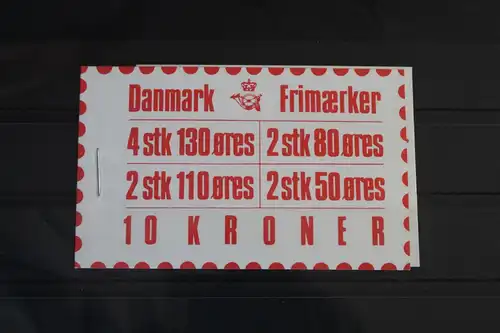 Danmark Frimærker
4 stk 130 øres 2 stk 80 øres
2 stk 110 øres 2 stk 50 øres
10 KRONER